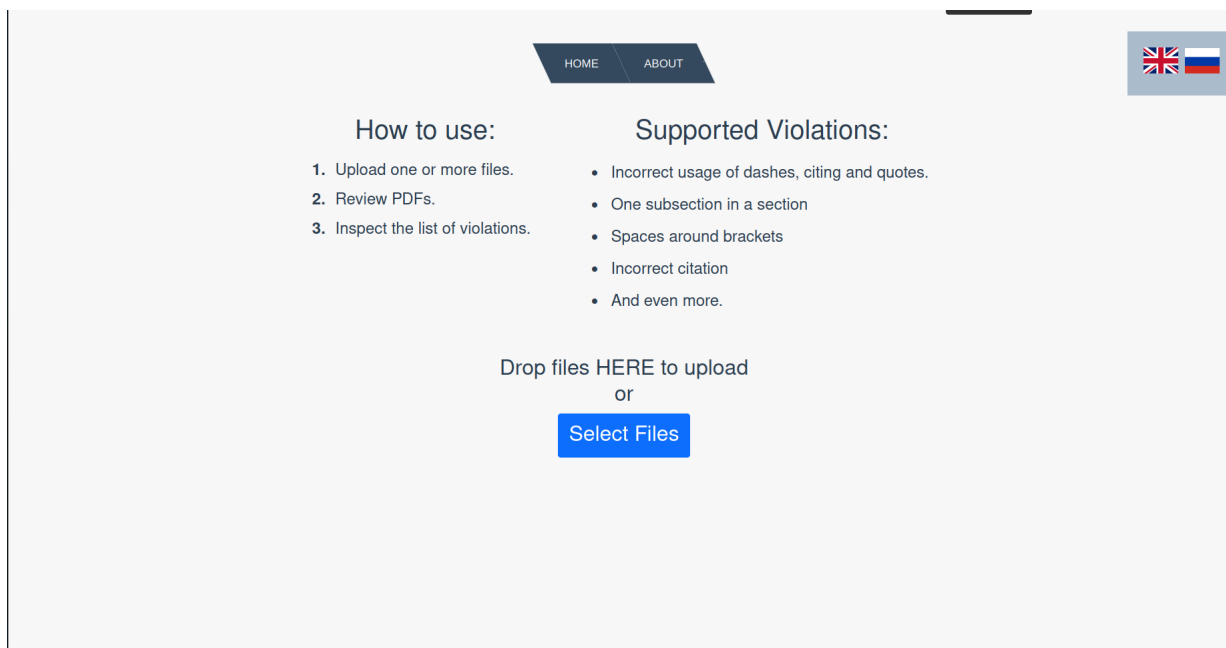 HOME ABOUT
How to use:
1. Upload one or more files.
2. Review PDFs.
3. Inspect the list of violations.
Supported Violations:
• Incorrect usage of dashes, citing and quotes.
• One subsection in a section
• Spaces around brackets
• Incorrect citation
• And even more.
Drop files HERE to upload
or
Select Files